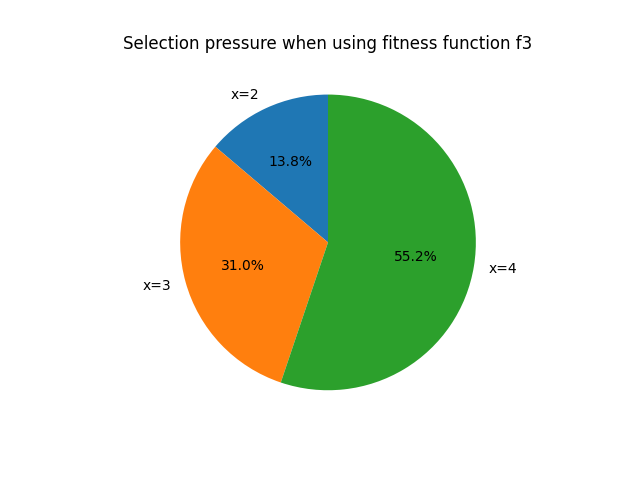 Selection pressure when using fitness function f3
x=2
13.8%
31.0%
55.2%
x=4
x=3